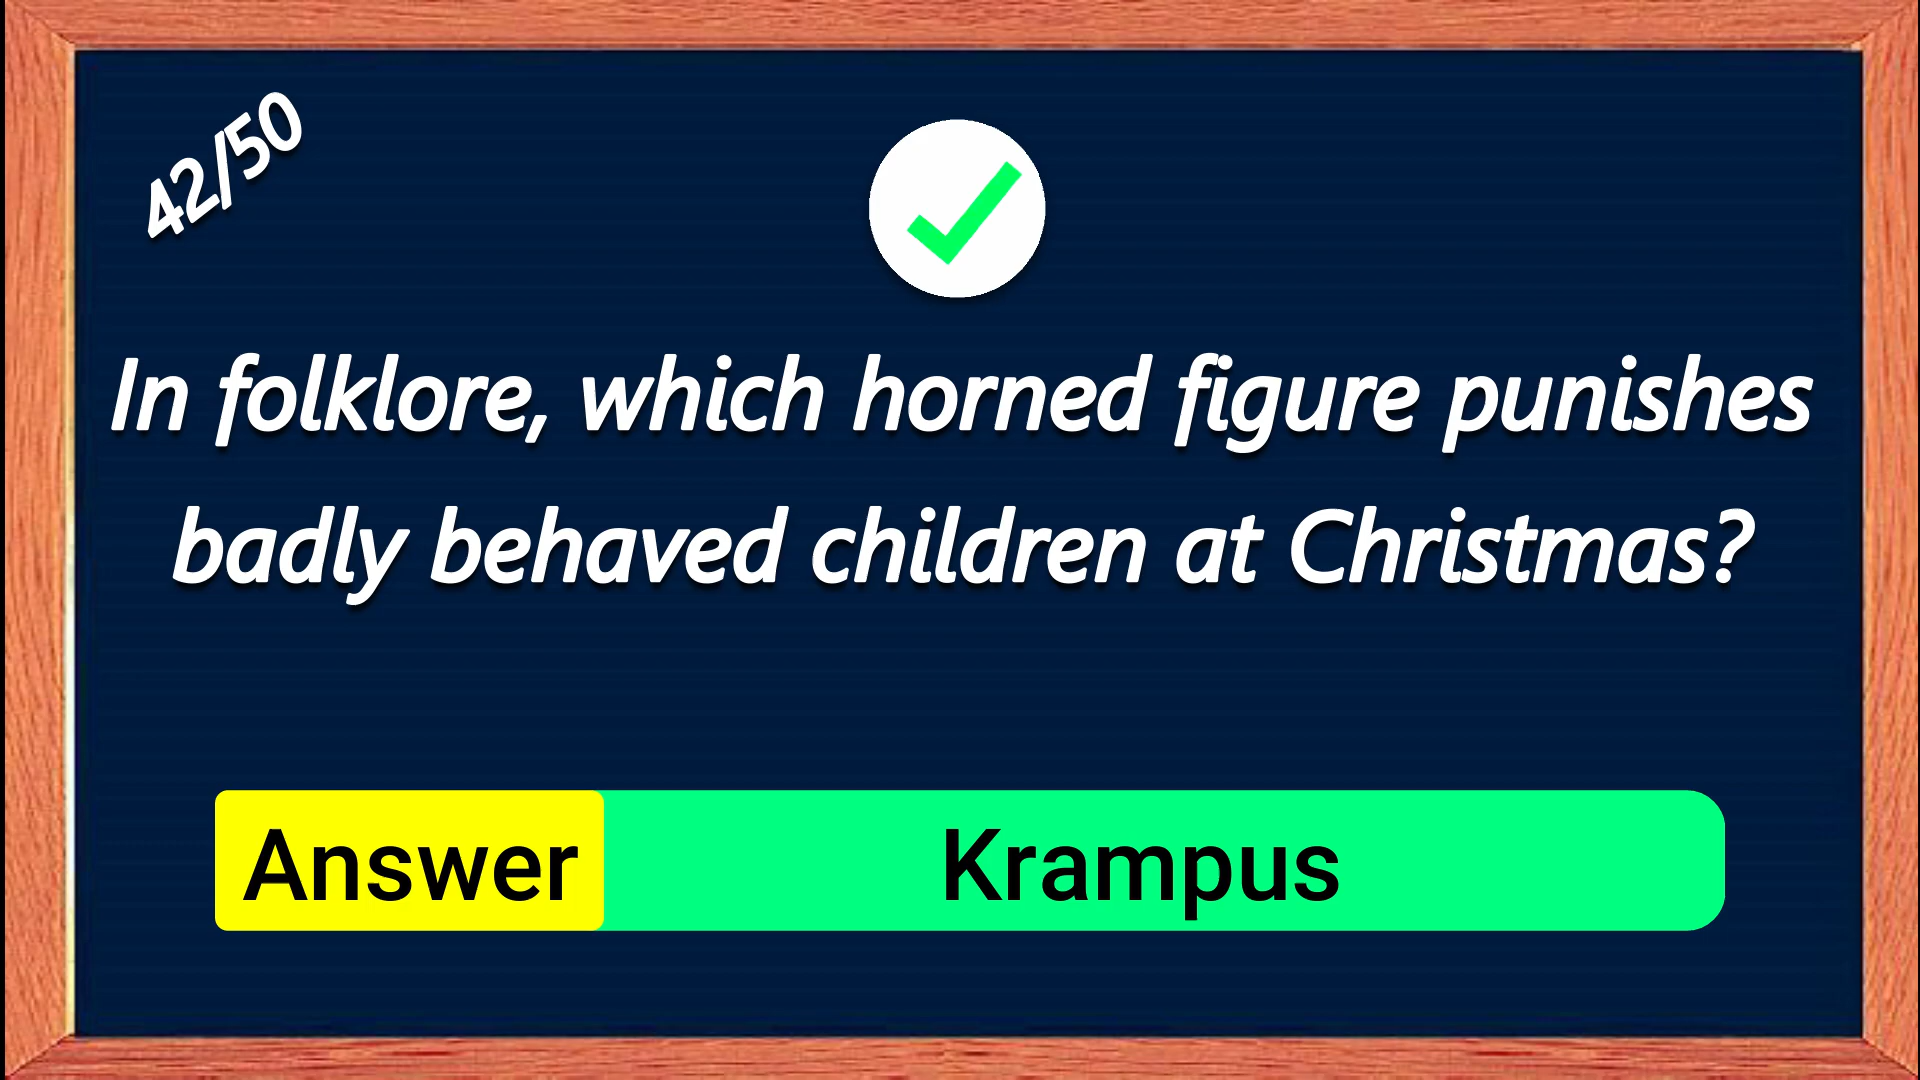 42/50
In folklore, which horned figure punishes
badly behaved children at Christmas?
Answer Krampus